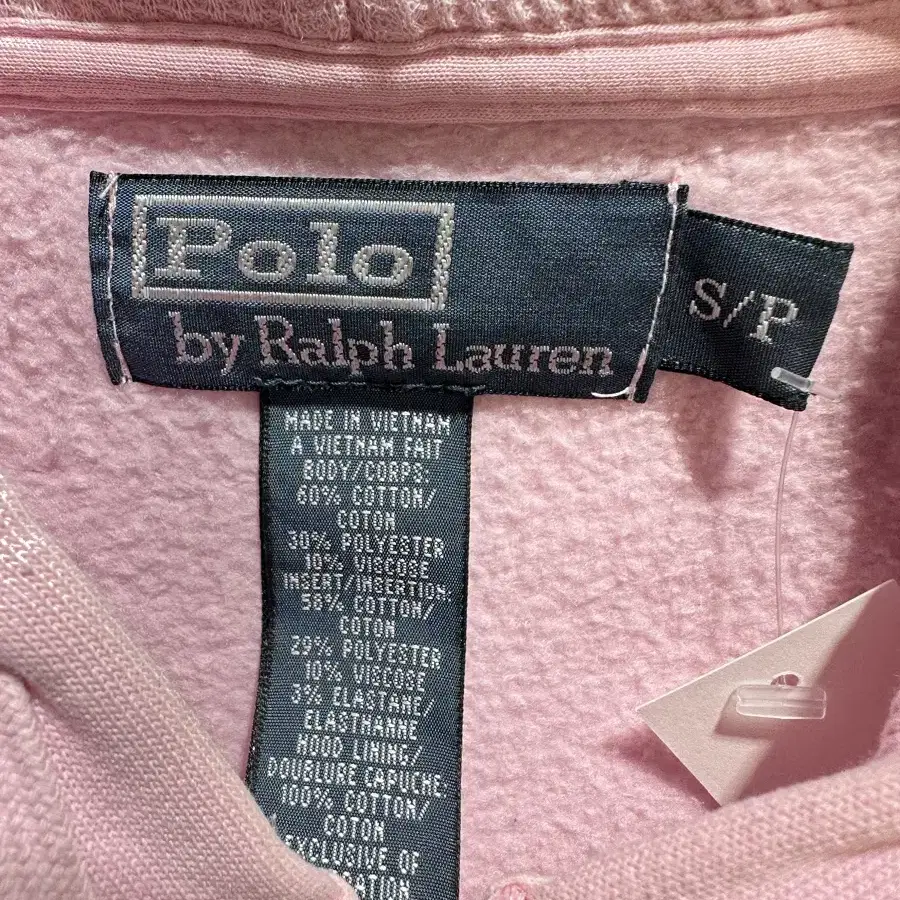 Polo
by Ralph Lauren
S/P
MADE IN VIETNAM
A VIETNAM FAIT
BODY/CORPS:
60% COTTON/
COTON
30% POLYESTER
10% VISCOSE
INSERT/INSERTION:
58% COTTON/
COTON
29% POLYESTER
10% VISCOSE
3% ELASTANE/
ELASTHANNE
HOOD LINING/
DOUBLURE CAPUCHE:
100% COTTON/
COTON
EXCLUSIVE OF